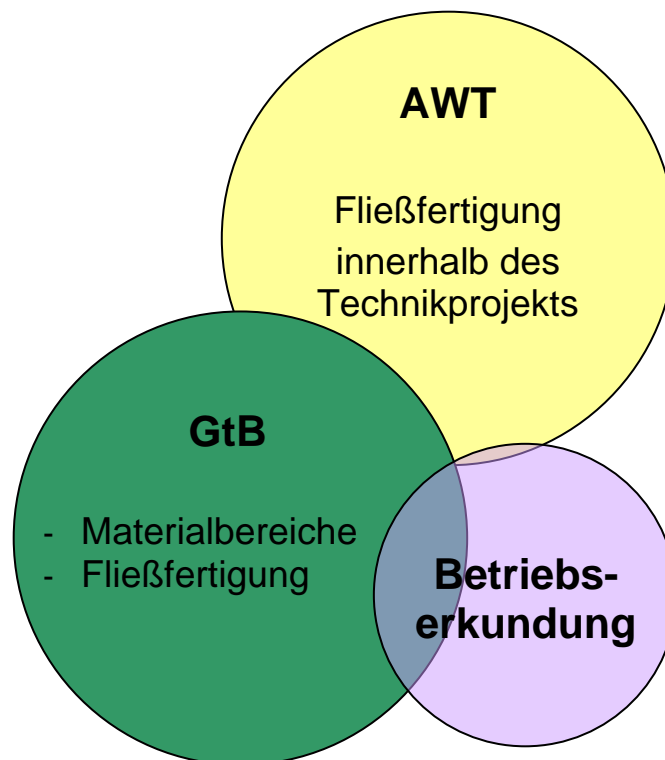 AWT
Fließfertigung
innerhalb des
Technikprojekts
GtB
- Materialbereiche
- Fließfertigung
Betriebs-
erkundung